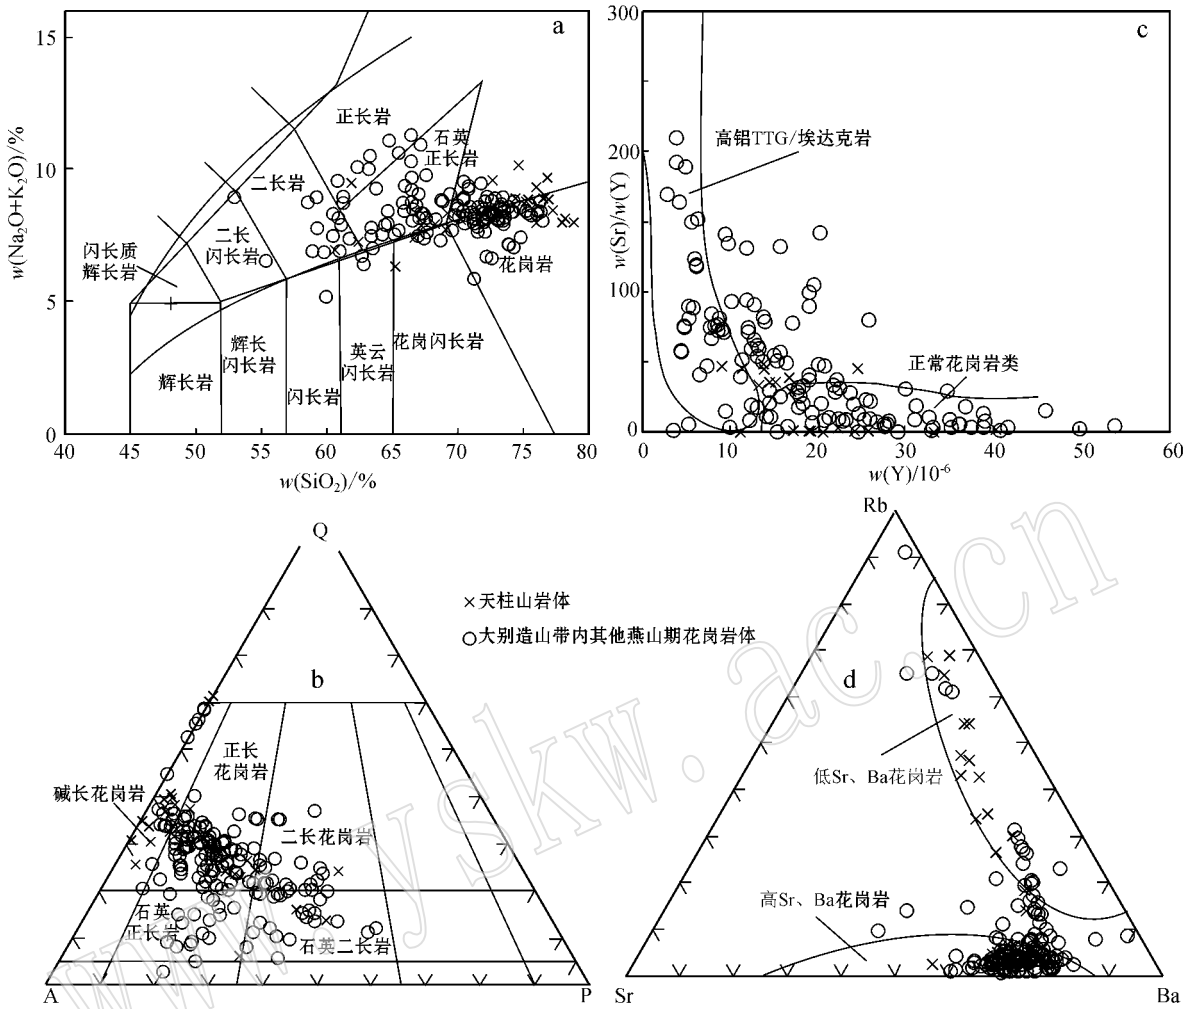 a
15
10
5
0
w(Na₂O+K₂O)/%
正长岩
石英
正长岩
二长岩
二长
闪长岩
闪长质
辉长岩
花岗岩
辉长岩
辉长
闪长岩
闪长岩
英云
闪长岩
花岗闪长岩
40
45
50
55
60
65
70
75
80
w(SiO₂)/%
c
300
200
100
0
w(Sr)/w(Y)
高铝TTG/埃达克岩
正常花岗岩类
0
10
20
30
40
50
60
w(Y)/10⁻⁶
×天柱山岩体
○大别造山带内其他燕山期花岗岩体
Q
b
正长
花岗岩
碱长花岗岩
二长花岗岩
石英
正长岩
石英二长岩
A
P
Rb
d
低Sr、Ba花岗岩
高Sr、Ba花岗岩
Sr
Ba
www.yskw.ac.cn